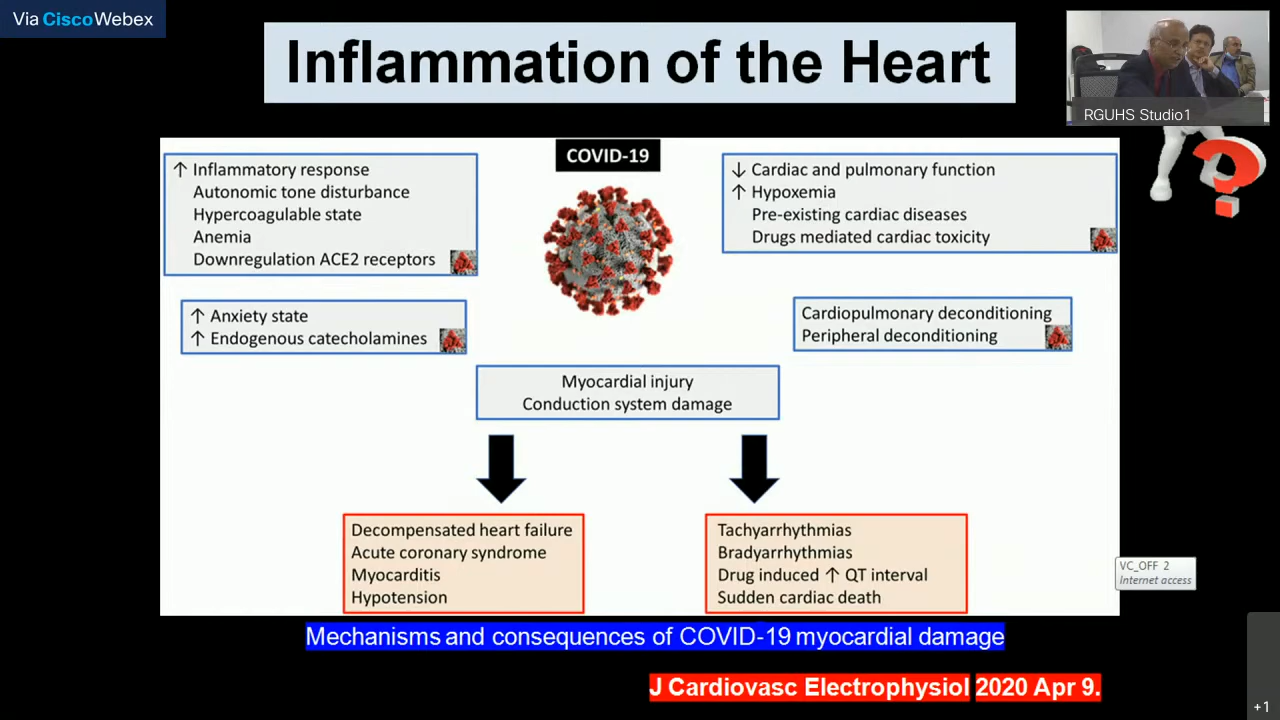 Via CiscoWebex
Inflammation of the Heart
RGUHS Studio1
COVID-19
↑ Inflammatory response
Autonomic tone disturbance
Hypercoagulable state
Anemia
Downregulation ACE2 receptors
↓ Cardiac and pulmonary function
↑ Hypoxemia
Pre-existing cardiac diseases
Drugs mediated cardiac toxicity
↑ Anxiety state
↑ Endogenous catecholamines
Cardiopulmonary deconditioning
Peripheral deconditioning
Myocardial injury
Conduction system damage
Decompensated heart failure
Acute coronary syndrome
Myocarditis
Hypotension
Tachyarrhythmias
Bradyarrhythmias
Drug induced ↑ QT interval
Sudden cardiac death
VC_OFF 2
Internet access
Mechanisms and consequences of COVID-19 myocardial damage
J Cardiovasc Electrophysiol 2020 Apr 9.
+1